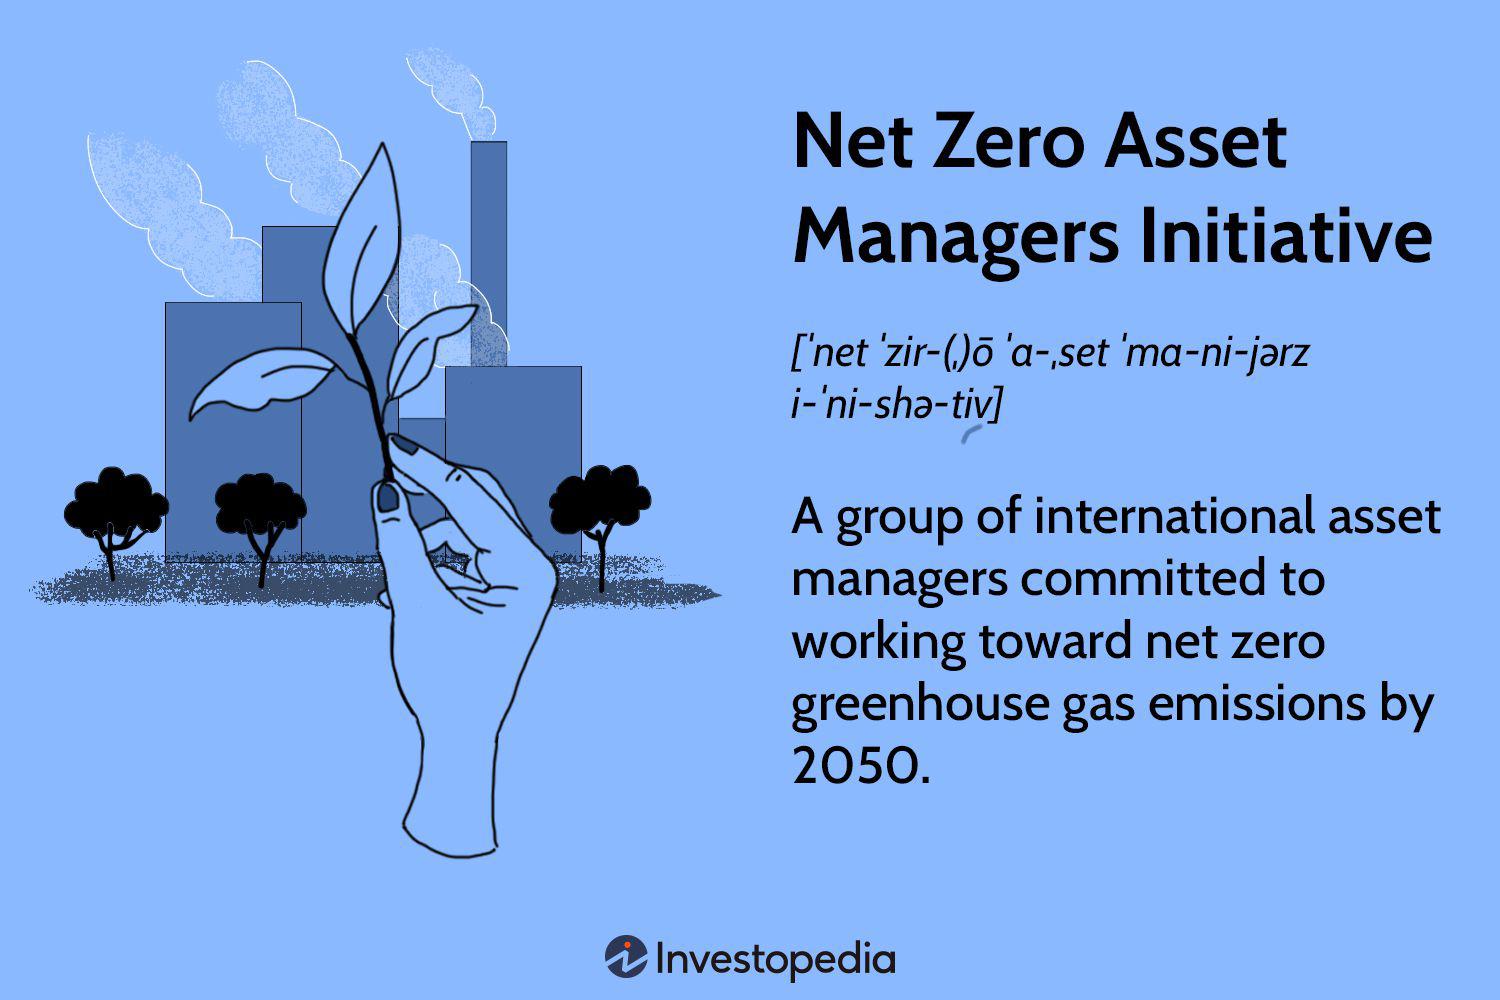 Net Zero Asset
Managers Initiative
[ˈnet ˈzir-(ˌ)ō ˈa-ˌset ˈma-ni-jərz
i-ˈni-shə-tiv]
A group of international asset
managers committed to
working toward net zero
greenhouse gas emissions by
2050.
Investopedia